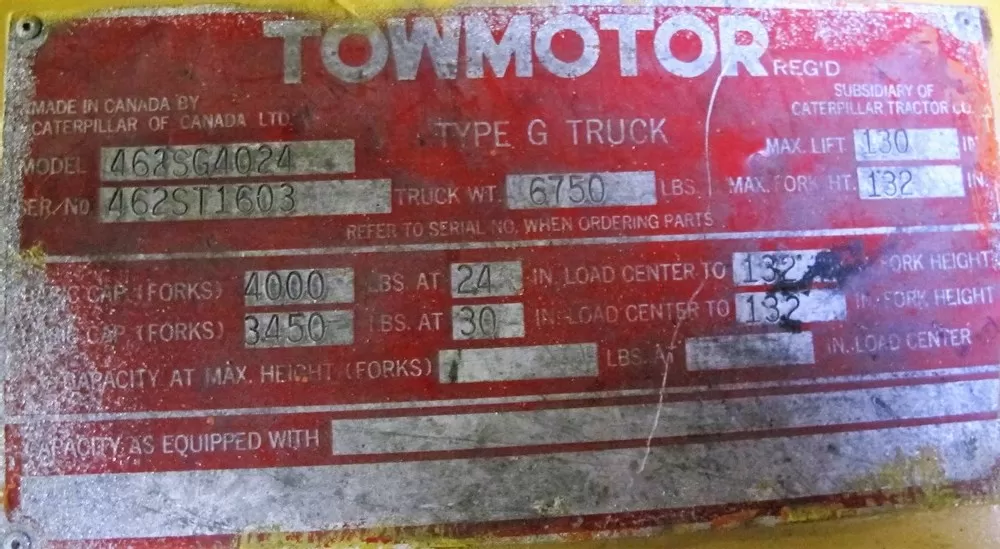 TOWMOTOR REG'D
MADE IN CANADA BY
CATERPILLAR OF CANADA LTD
SUBSIDIARY OF
CATERPILLAR TRACTOR CO.
TYPE G TRUCK
MODEL 462SG4024
MAX. LIFT 130 IN
SER/NO 462ST1603 TRUCK WT. 6750 LBS. MAX. FORK HT. 132 IN.
REFER TO SERIAL NO. WHEN ORDERING PARTS
CAP. (FORKS) 4000 LBS AT 24 IN. LOAD CENTER TO 132 FORK HEIGHT
CAP. (FORKS) 3450 LBS. AT 30 IN. LOAD CENTER TO 132 IN. FORK HEIGHT
CAPACITY AT MAX. HEIGHT (FORKS) LBS. AT IN. LOAD CENTER
CAPACITY AS EQUIPPED WITH